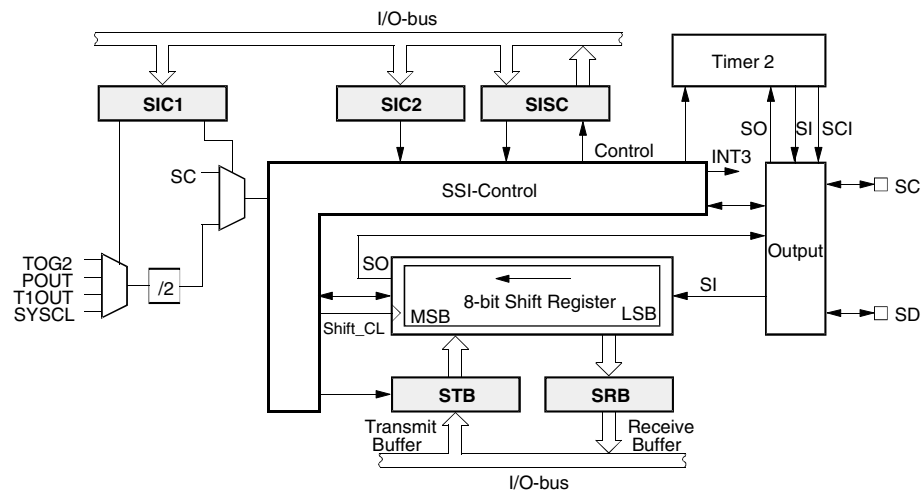 I/O-bus
Timer 2
SIC1
SIC2
SISC
SO
SI
SCI
Control
INT3
SC
SSI-Control
SC
Output
TOG2
POUT
T1OUT
SYSCL
/2
SO
8-bit Shift Register
MSB
LSB
SI
Shift_CL
SD
STB
SRB
Transmit
Buffer
Receive
Buffer
I/O-bus